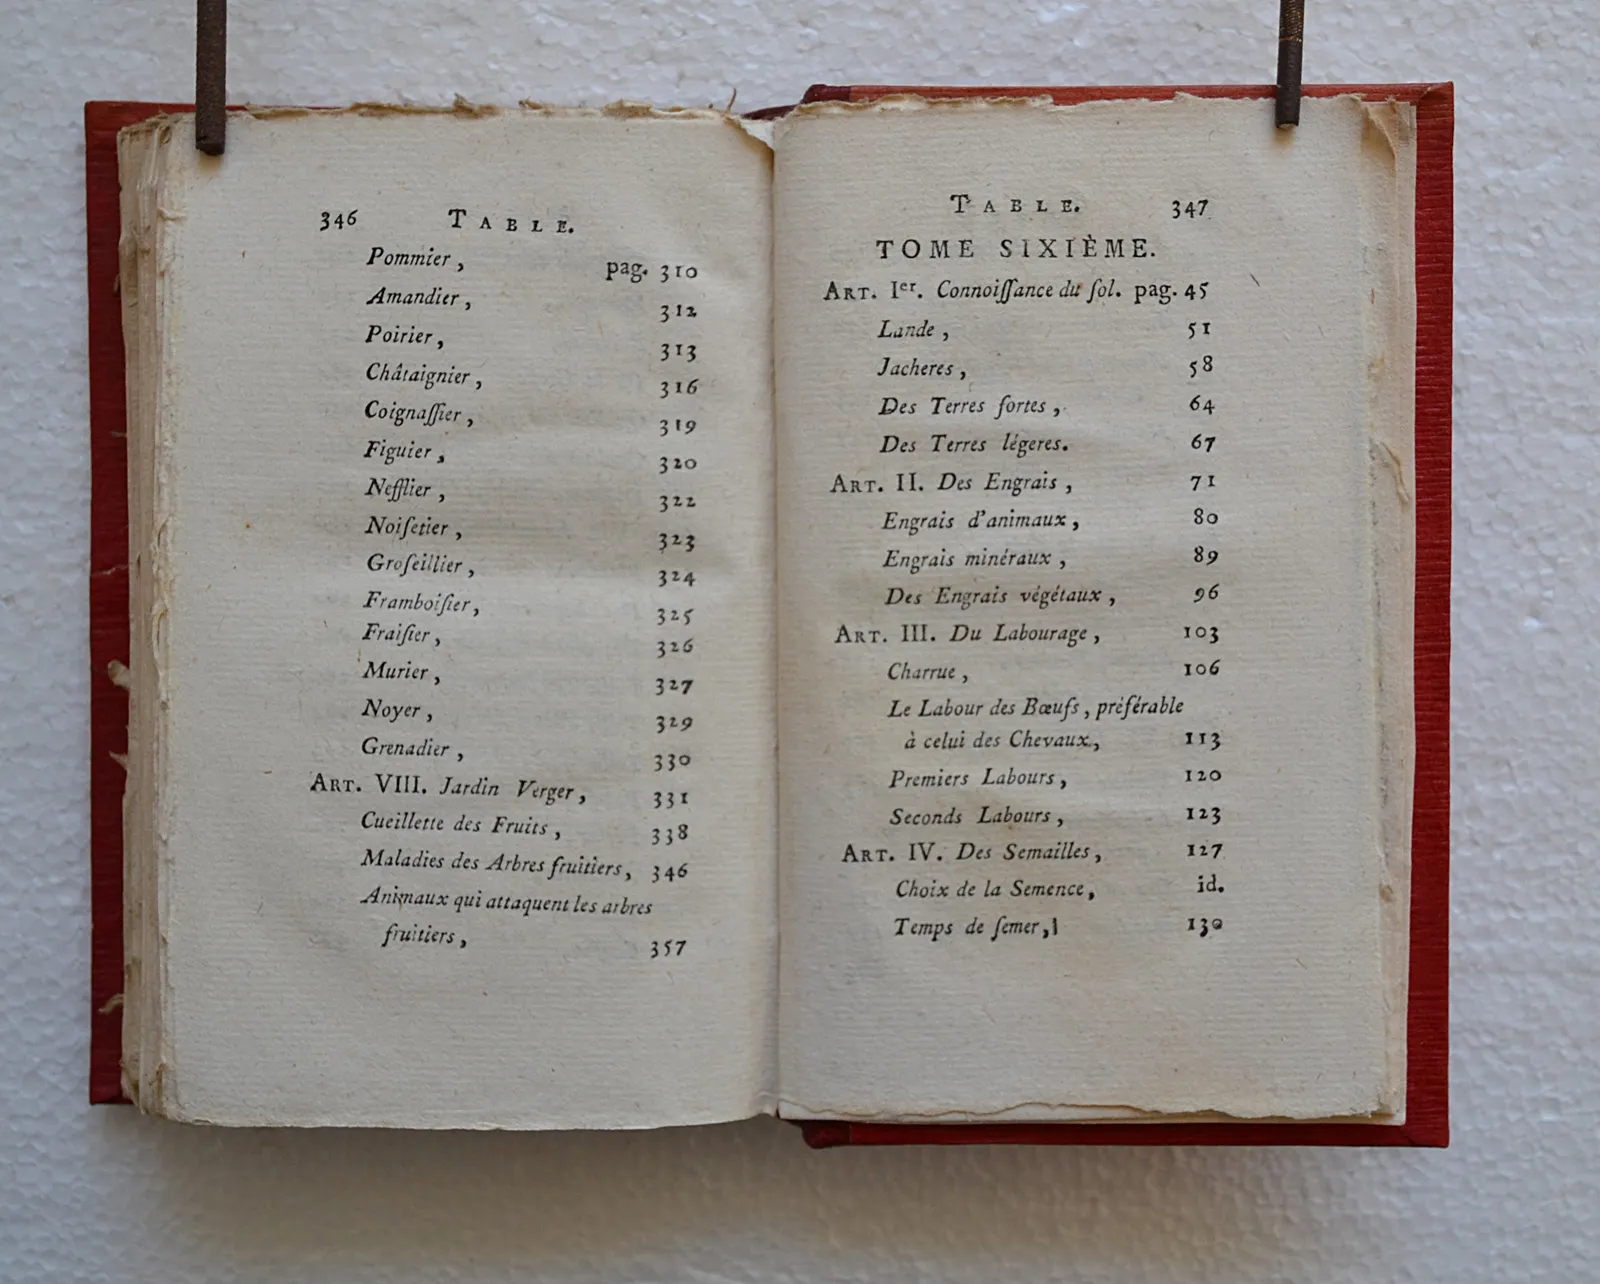 346 TABLE.
Pommier, pag. 310
Amandier, 312
Poirier, 313
Châtaignier, 316
Coignaſſier, 319
Figuier, 320
Nefflier, 322
Noiſetier, 323
Groſeillier, 324
Framboiſier, 325
Fraiſier, 326
Murier, 327
Noyer, 329
Grenadier, 330
ART. VIII. Jardin Verger, 331
Cueillette des Fruits, 338
Maladies des Arbres fruitiers, 346
Animaux qui attaquent les arbres
fruitiers, 357
TABLE. 347
TOME SIXIÈME.
ART. Ier. Connoiſſance du ſol. pag. 45
Lande, 51
Jacheres, 58
Des Terres fortes, 64
Des Terres légeres. 67
ART. II. Des Engrais, 71
Engrais d'animaux, 80
Engrais minéraux, 89
Des Engrais végétaux, 96
ART. III. Du Labourage, 103
Charrue, 106
Le Labour des Bœufs, préférable
à celui des Chevaux, 113
Premiers Labours, 120
Seconds Labours, 123
ART. IV. Des Semailles, 127
Choix de la Semence, id.
Temps de ſemer, 130